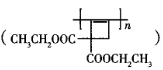 ( [ ]n )
CH₃CH₂OOC
COOCH₂CH₃